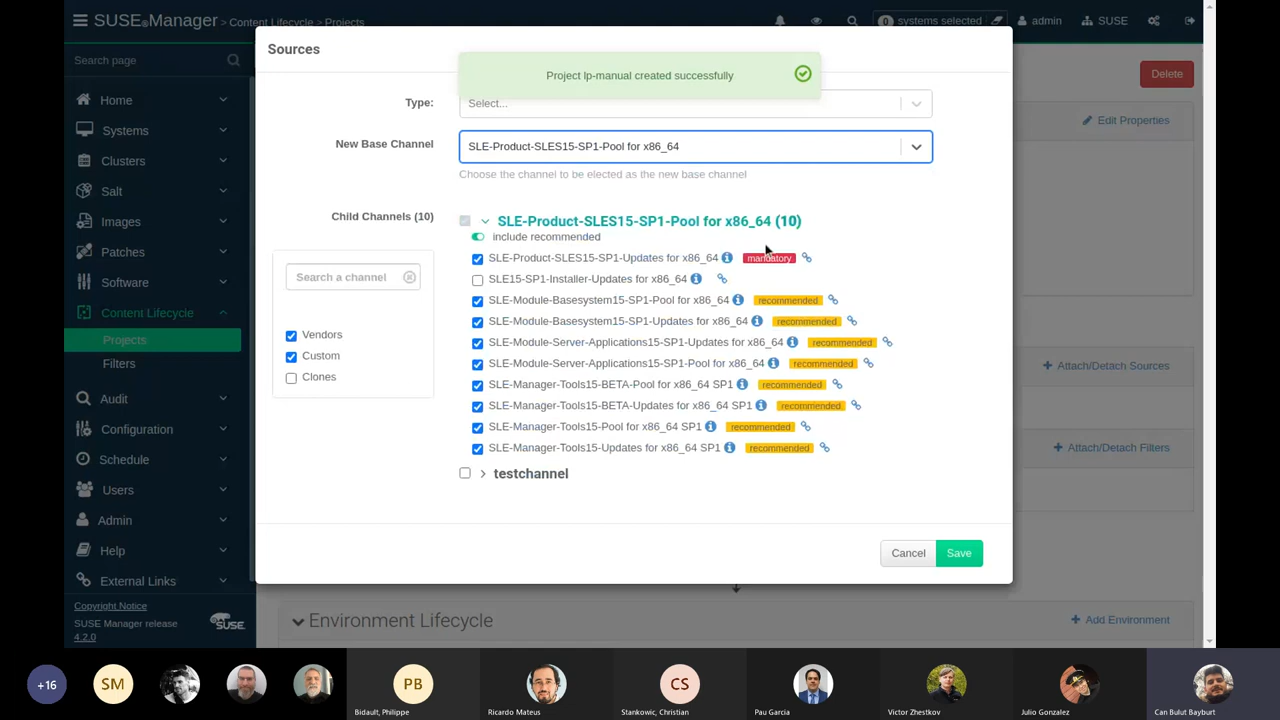 SUSE Manager > Content Lifecycle > Projects
0 systems selected
admin
SUSE
Search page
Home
Systems
Clusters
Salt
Images
Patches
Software
Content Lifecycle
Projects
Filters
Audit
Configuration
Schedule
Users
Admin
Help
External Links
Copyright Notice
SUSE Manager release
4.2.0
SUSE
Sources
Project lp-manual created successfully
Type:
Select...
New Base Channel
SLE-Product-SLES15-SP1-Pool for x86_64
Choose the channel to be elected as the new base channel
Child Channels (10)
Search a channel
Vendors
Custom
Clones
SLE-Product-SLES15-SP1-Pool for x86_64 (10)
include recommended
SLE-Product-SLES15-SP1-Updates for x86_64 mandatory
SLE15-SP1-Installer-Updates for x86_64
SLE-Module-Basesystem15-SP1-Pool for x86_64 recommended
SLE-Module-Basesystem15-SP1-Updates for x86_64 recommended
SLE-Module-Server-Applications15-SP1-Updates for x86_64 recommended
SLE-Module-Server-Applications15-SP1-Pool for x86_64 recommended
SLE-Manager-Tools15-BETA-Pool for x86_64 SP1 recommended
SLE-Manager-Tools15-BETA-Updates for x86_64 SP1 recommended
SLE-Manager-Tools15-Pool for x86_64 SP1 recommended
SLE-Manager-Tools15-Updates for x86_64 SP1 recommended
testchannel
Cancel
Save
Delete
Edit Properties
Attach/Detach Sources
Attach/Detach Filters
Environment Lifecycle
Add Environment
+16
SM
PB
CS
Bidault, Philippe
Ricardo Mateus
Stankovic, Christian
Pau Garcia
Victor Zhestkov
Julio Gonzalez
Can Bulut Bayburt